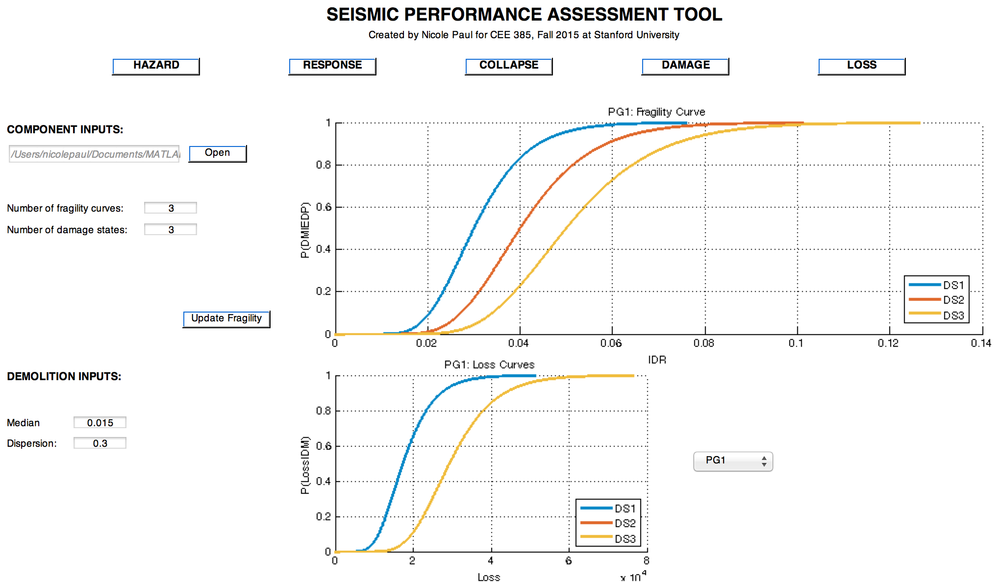 SEISMIC PERFORMANCE ASSESSMENT TOOL
Created by Nicole Paul for CEE 385, Fall 2015 at Stanford University
HAZARD
RESPONSE
COLLAPSE
DAMAGE
LOSS
COMPONENT INPUTS:
/Users/nicolepaul/Documents/MATLA
Open
Number of fragility curves: 3
Number of damage states: 3
Update Fragility
PG1: Fragility Curve
P(DM|EDP)
1
0.8
0.6
0.4
0.2
0
0 0.02 0.04 0.06 0.08 0.1 0.12 0.14
IDR
DS1
DS2
DS3
DEMOLITION INPUTS:
Median 0.015
Dispersion: 0.3
PG1: Loss Curves
P(Loss|DM)
1
0.8
0.6
0.4
0.2
0
0 2 4 6 8
Loss
x 10^4
DS1
DS2
DS3
PG1